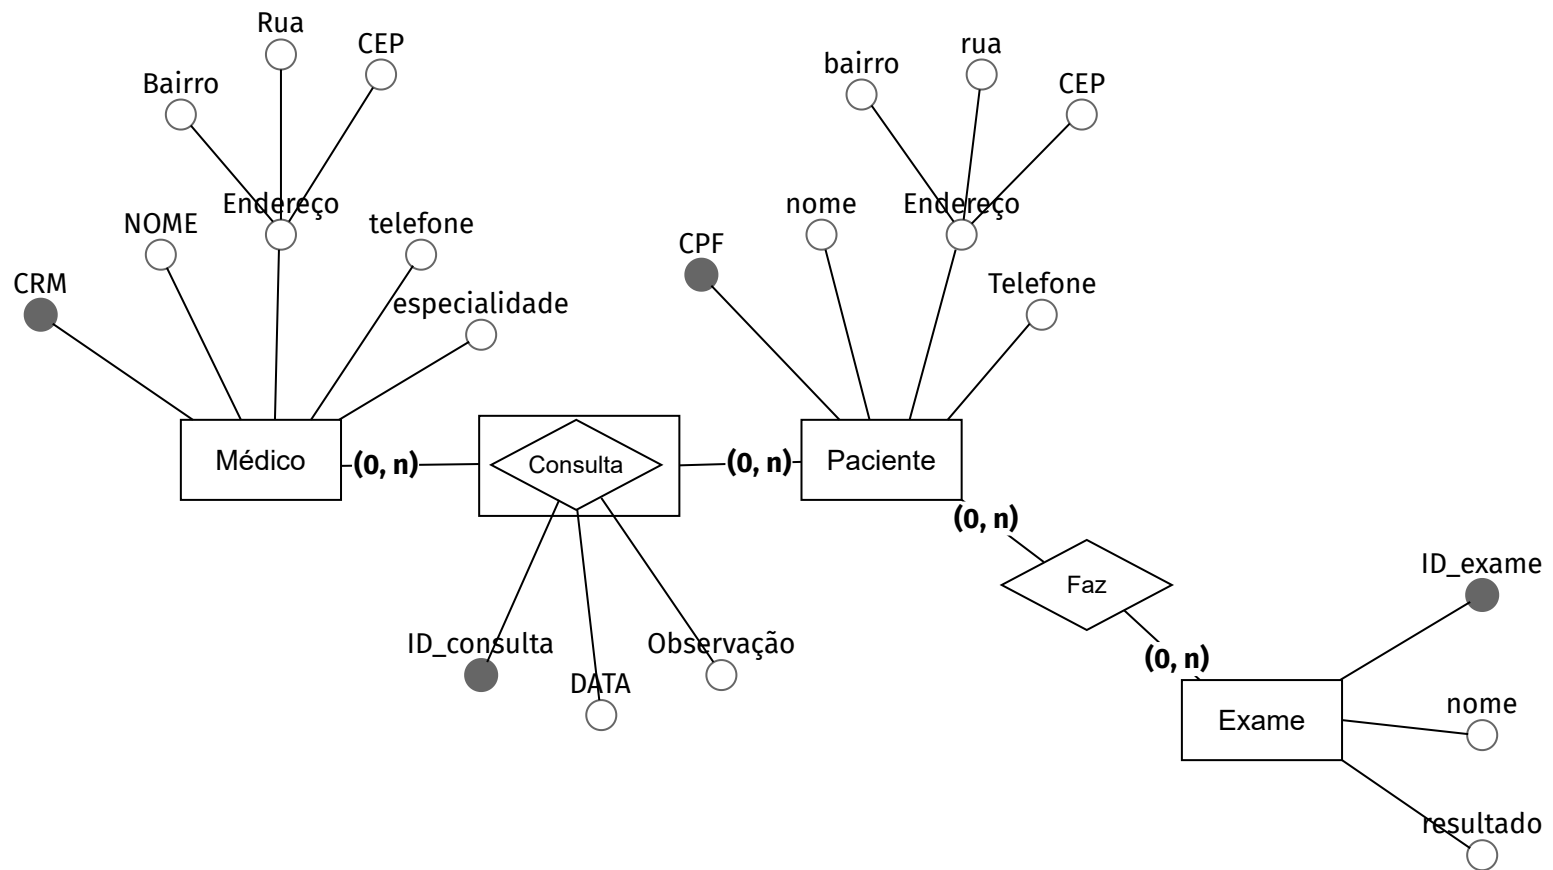 Rua
CEP
Bairro
Endereço
NOME
telefone
CRM
especialidade
rua
bairro
CEP
nome
Endereço
CPF
Telefone
Médico
(0, n)
Consulta
(0, n)
Paciente
(0, n)
Faz
(0, n)
ID_consulta
DATA
Observação
ID_exame
Exame
nome
resultado